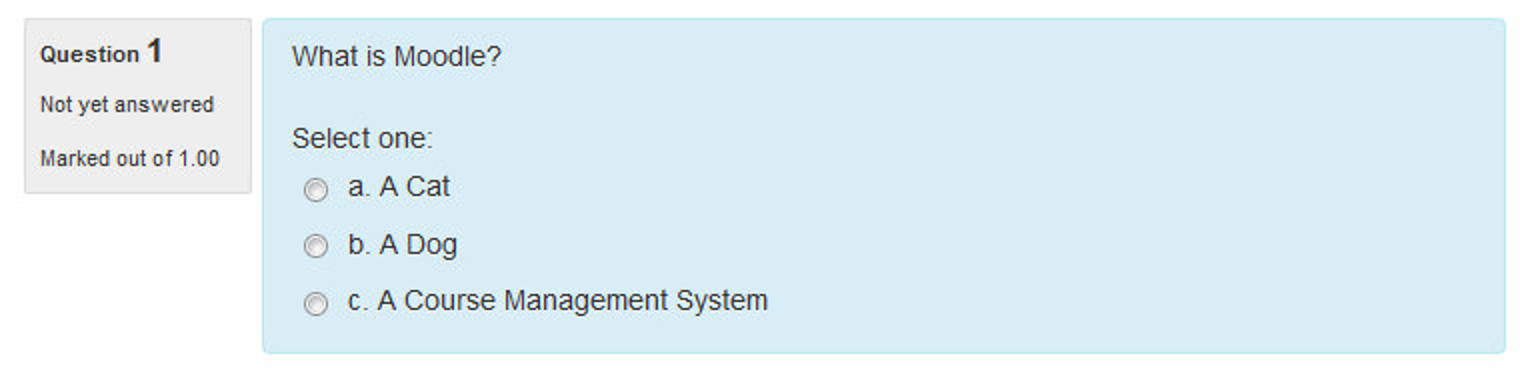 Question 1
Not yet answered
Marked out of 1.00
What is Moodle?
Select one:
a. A Cat
b. A Dog
c. A Course Management System